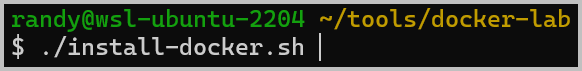 randy@wsl-ubuntu-2204 ~/tools/docker-lab
$ ./install-docker.sh